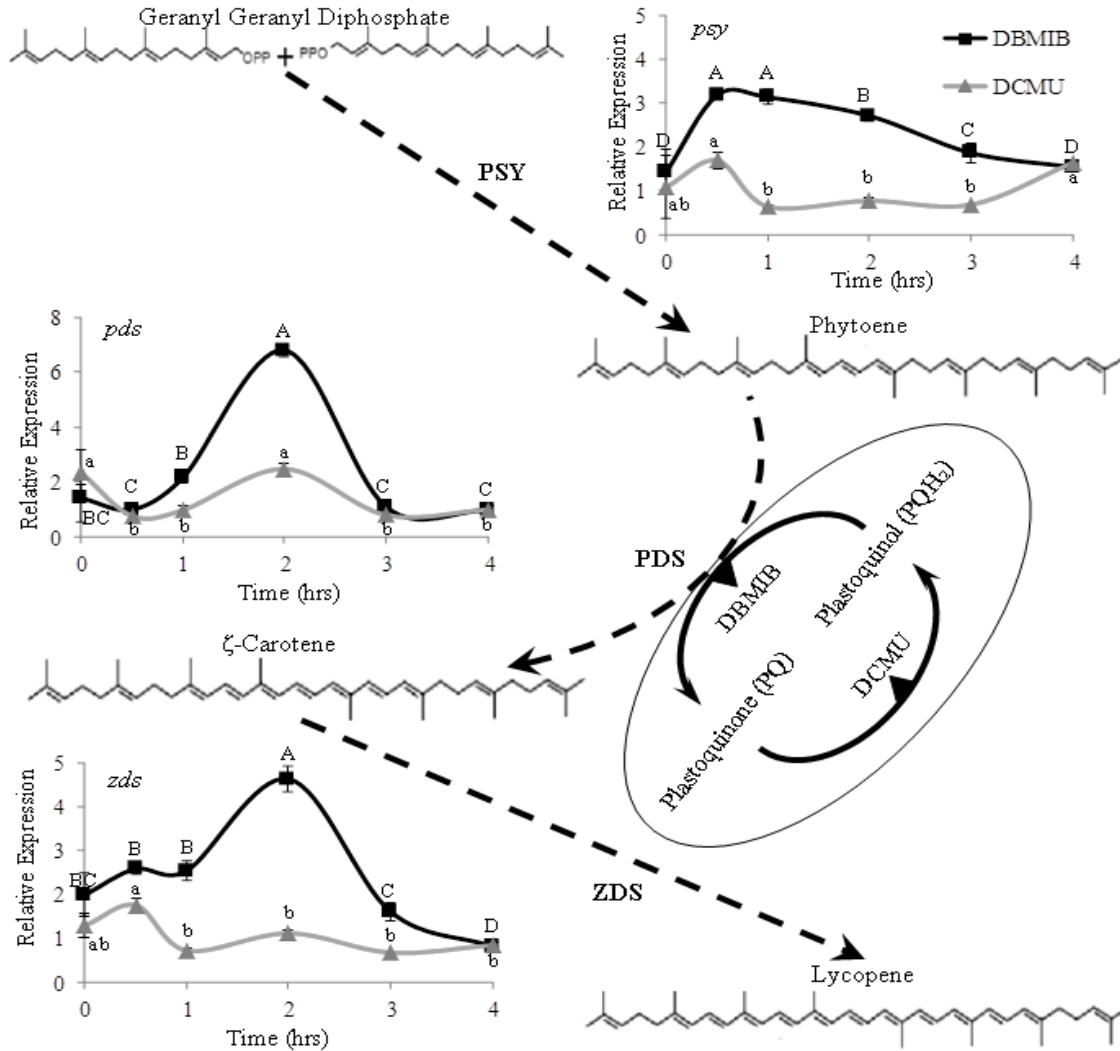 Geranyl Geranyl Diphosphate
OPP + PPO
PSY
psy
DBMIB
DCMU
Relative Expression
5
4
3
2
1
0
D
A
A
B
C
D
ab
a
b
b
b
a
0 1 2 3 4
Time (hrs)
Phytoene
pds
Relative Expression
8
6
4
2
0
a
BC
C
B
A
C
C
b
b
a
b
b
0 1 2 3 4
Time (hrs)
PDS
Plastoquinol (PQH₂)
DBMIB
DCMU
Plastoquinone (PQ)
ζ-Carotene
zds
Relative Expression
5
4
3
2
1
0
BC
B
B
A
C
D
ab
a
b
b
b
b
0 1 2 3 4
Time (hrs)
ZDS
Lycopene